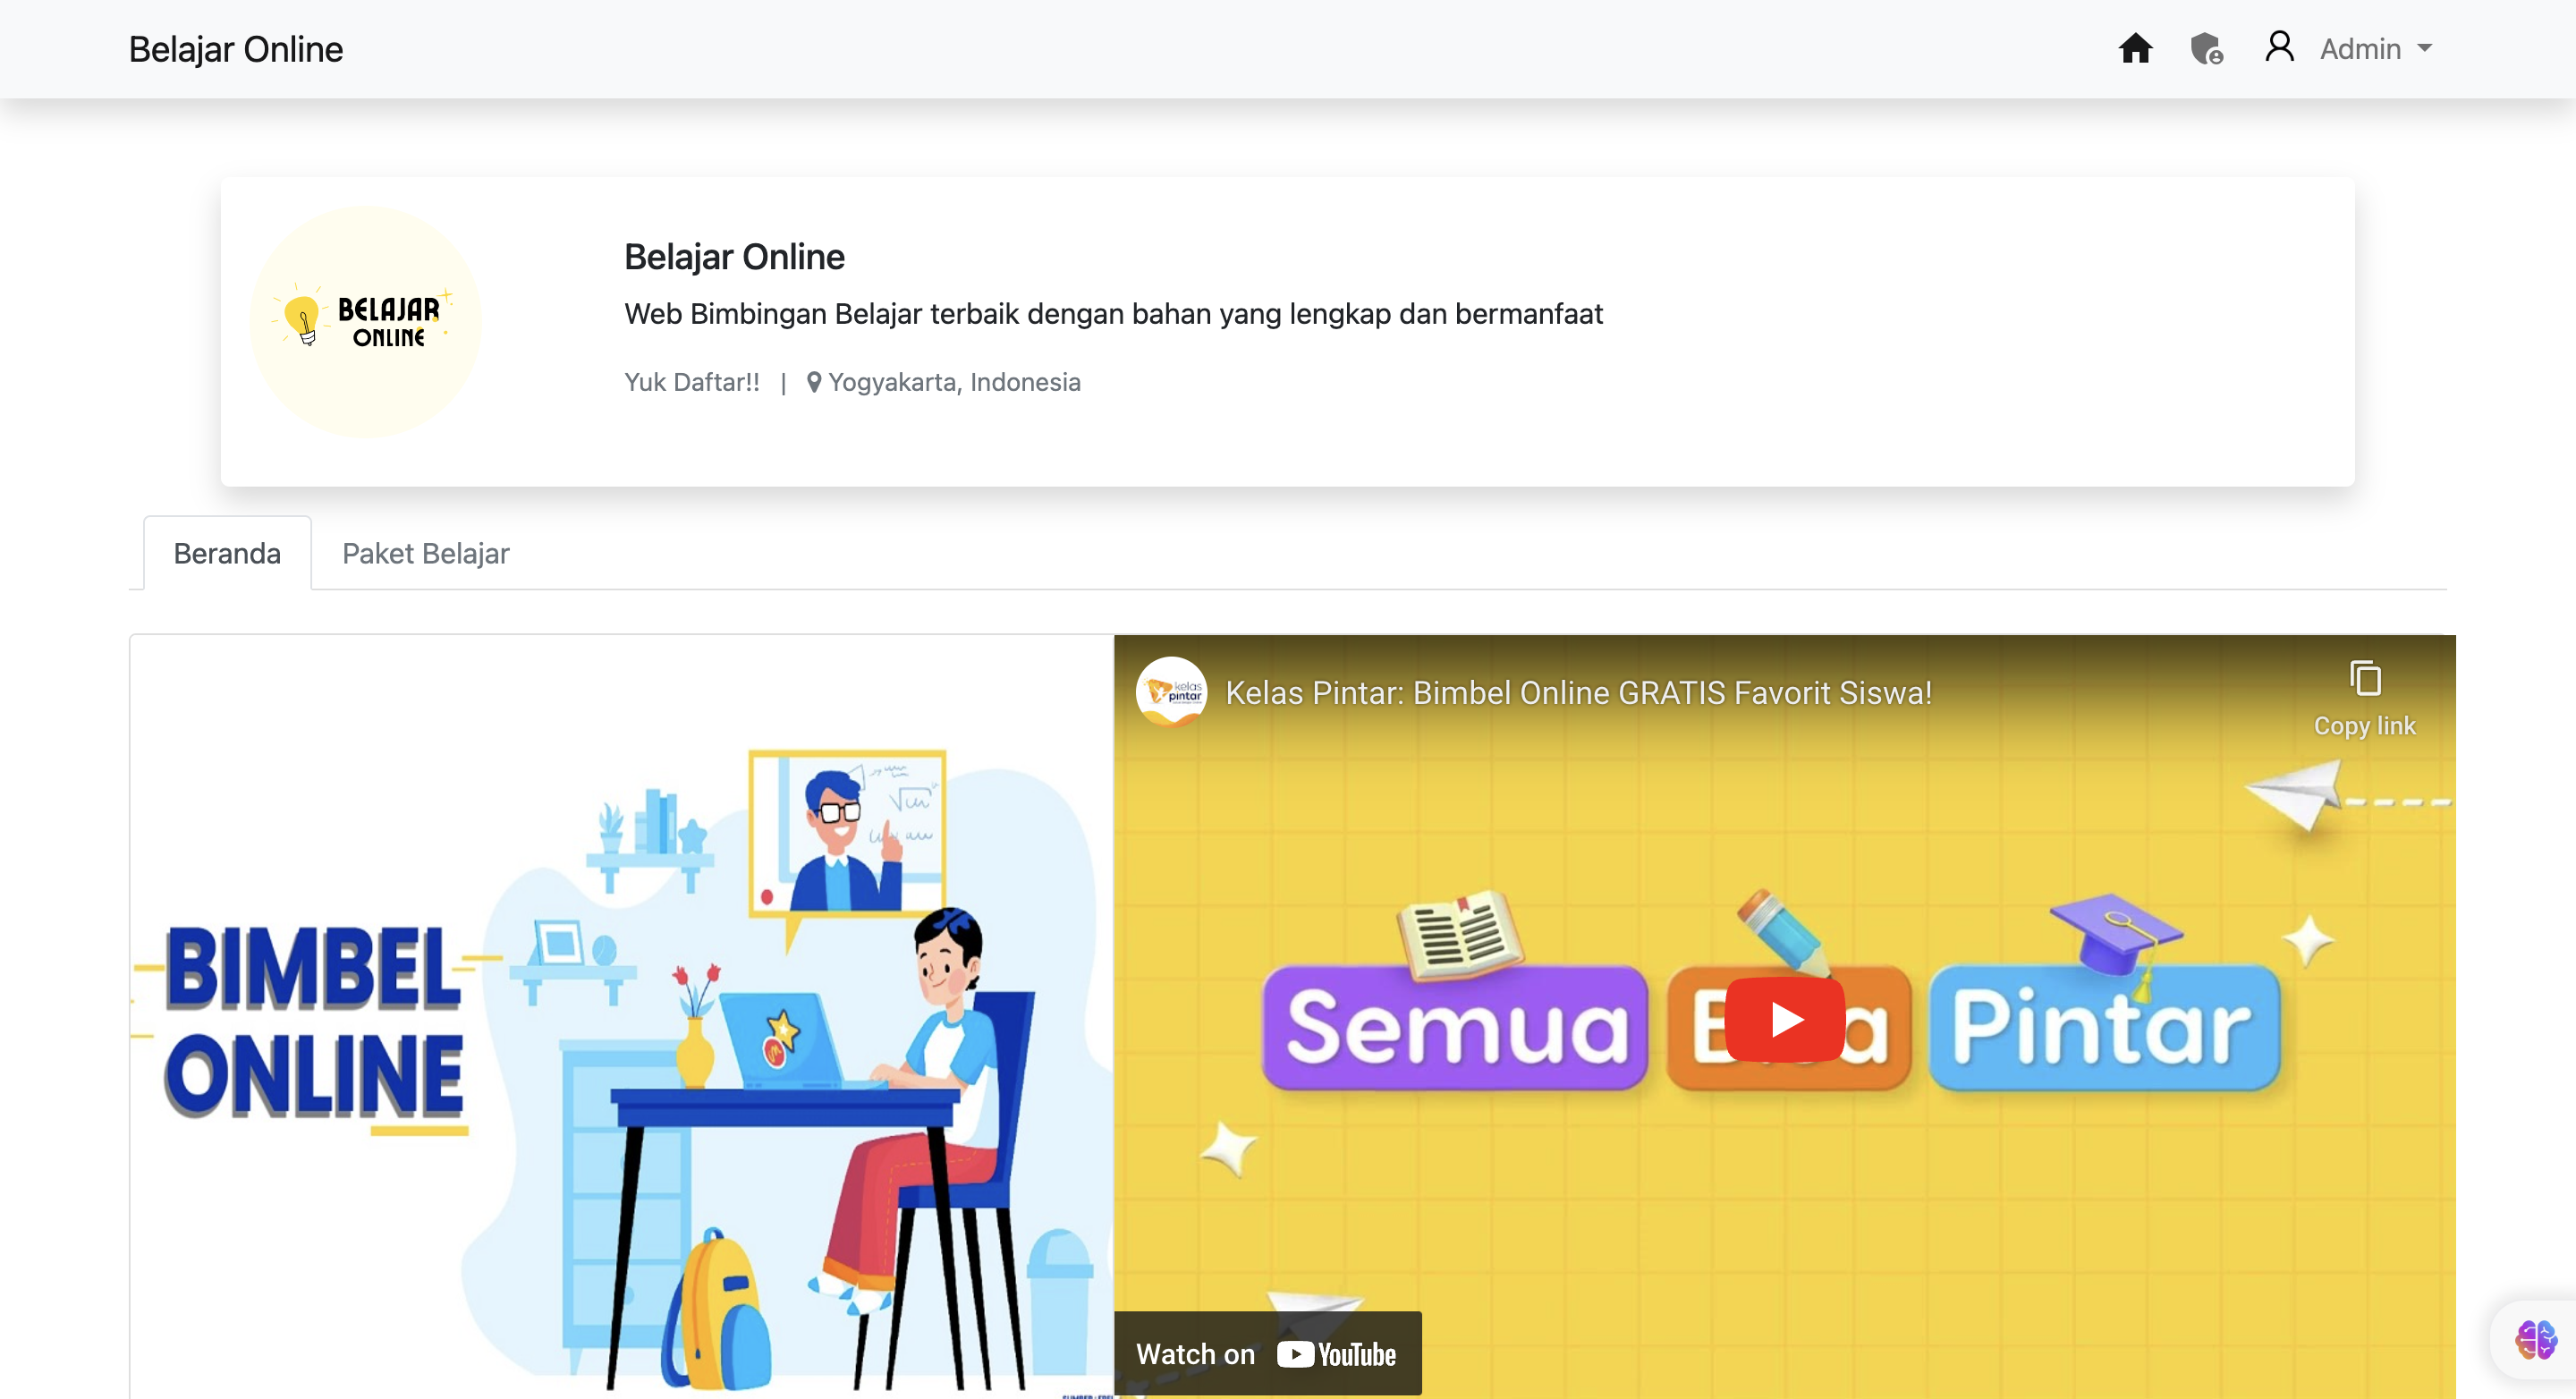 Belajar Online
Admin
BELAJAR
ONLINE
Belajar Online
Web Bimbingan Belajar terbaik dengan bahan yang lengkap dan bermanfaat
Yuk Daftar!! | Yogyakarta, Indonesia
Beranda
Paket Belajar
BIMBEL
ONLINE
kelas
pintar
Kelas Pintar: Bimbel Online GRATIS Favorit Siswa!
Copy link
Semua
Pintar
Watch on YouTube